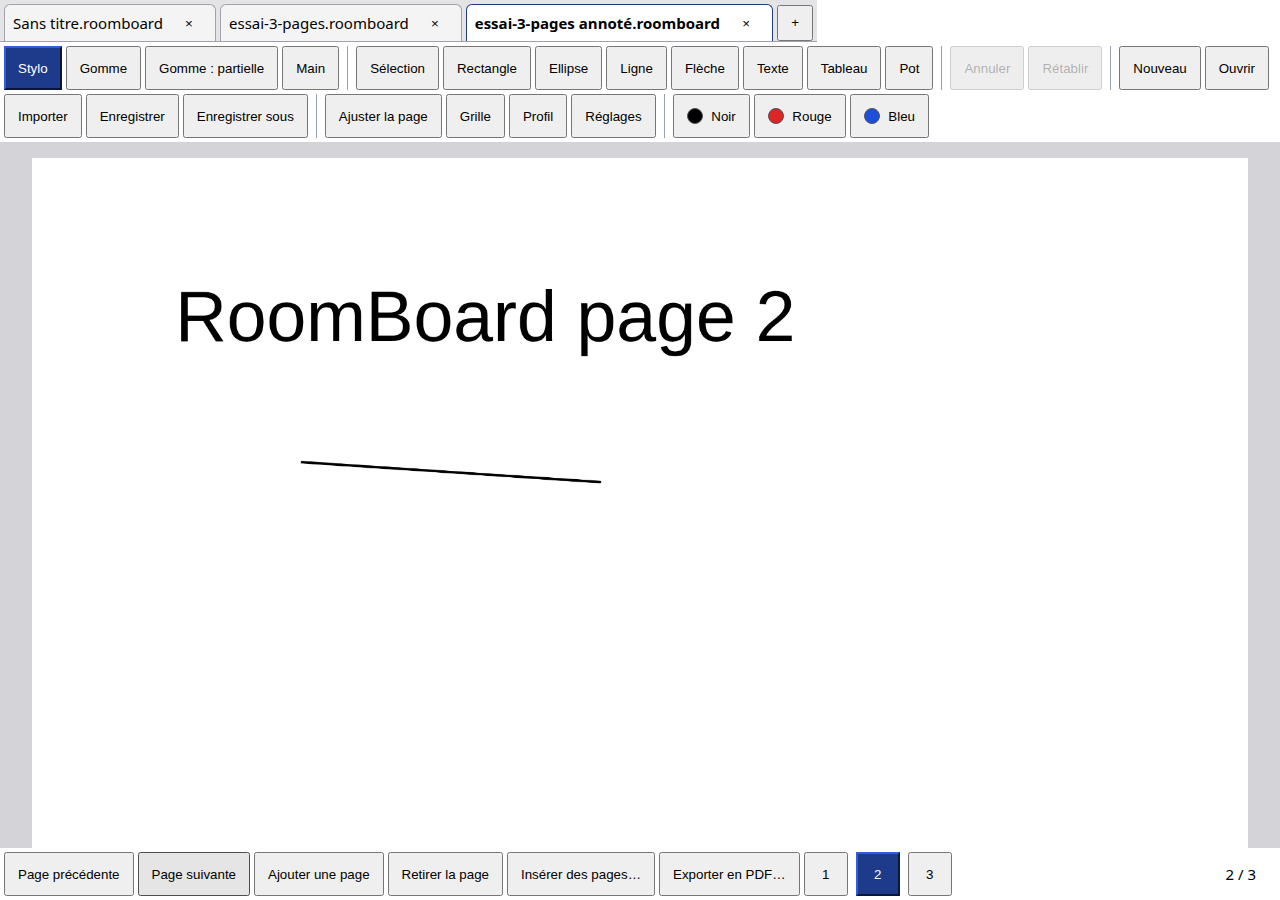 Sans titre.roomboard × essai-3-pages.roomboard × essai-3-pages annoté.roomboard × +
Stylo Gomme Gomme : partielle Main Sélection Rectangle Ellipse Ligne Flèche Texte Tableau Pot Annuler Rétablir Nouveau Ouvrir
Importer Enregistrer Enregistrer sous Ajuster la page Grille Profil Réglages Noir Rouge Bleu
RoomBoard page 2
Page précédente Page suivante Ajouter une page Retirer la page Insérer des pages… Exporter en PDF… 1 2 3 2 / 3